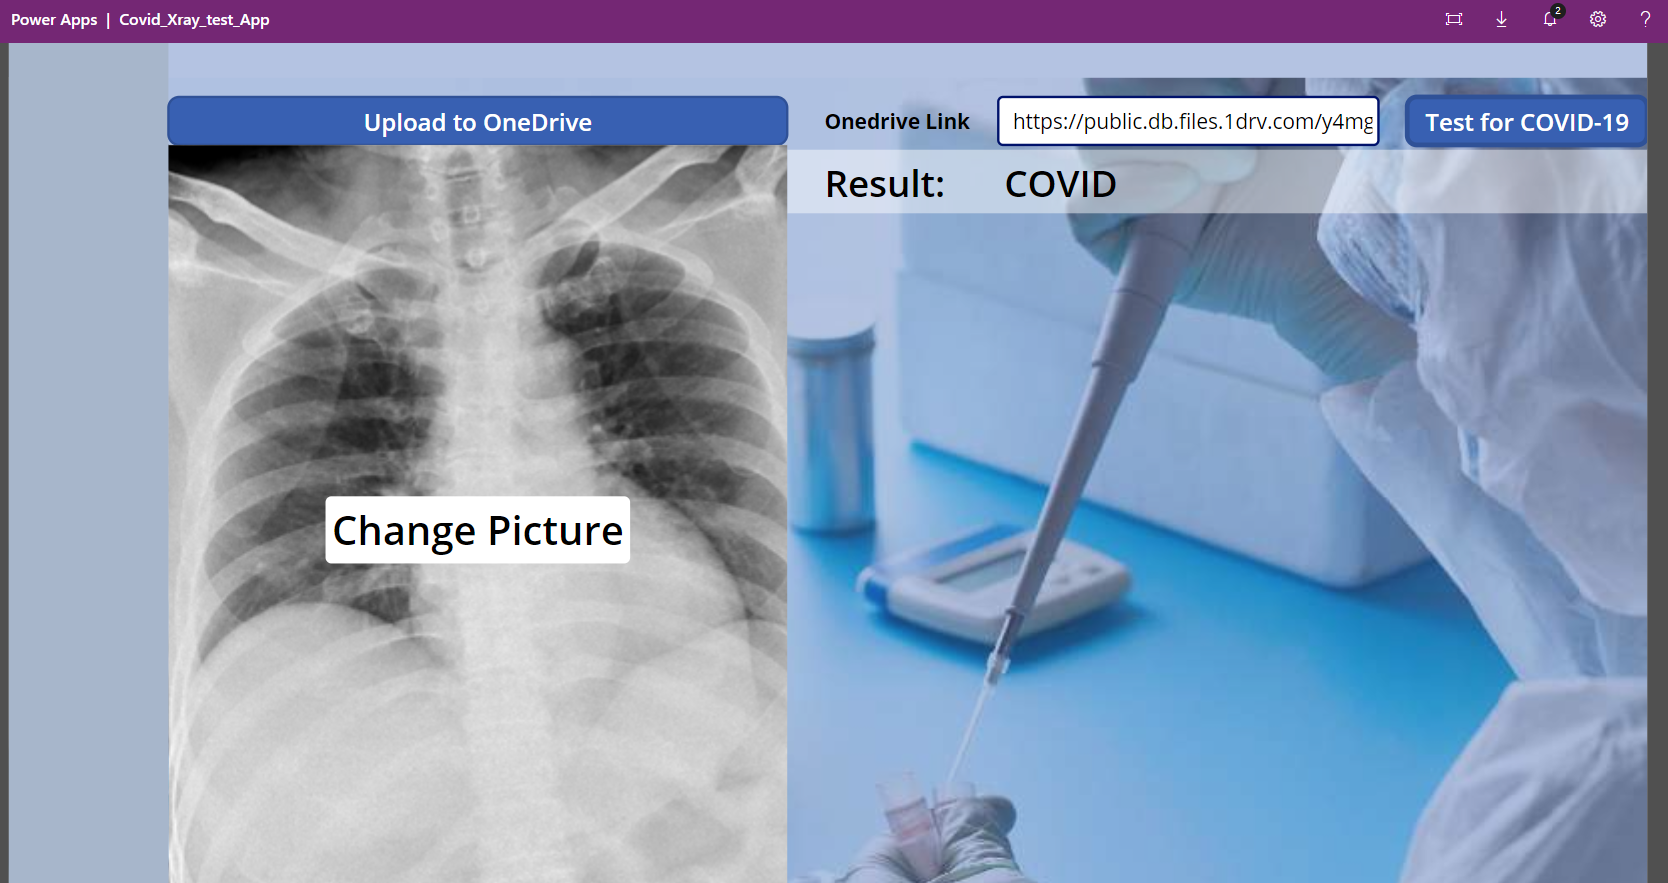 Power Apps | Covid_Xray_test_App
2
?
Upload to OneDrive
Onedrive Link
https://public.db.files.1drv.com/y4mg
Test for COVID-19
Result: COVID
Change Picture